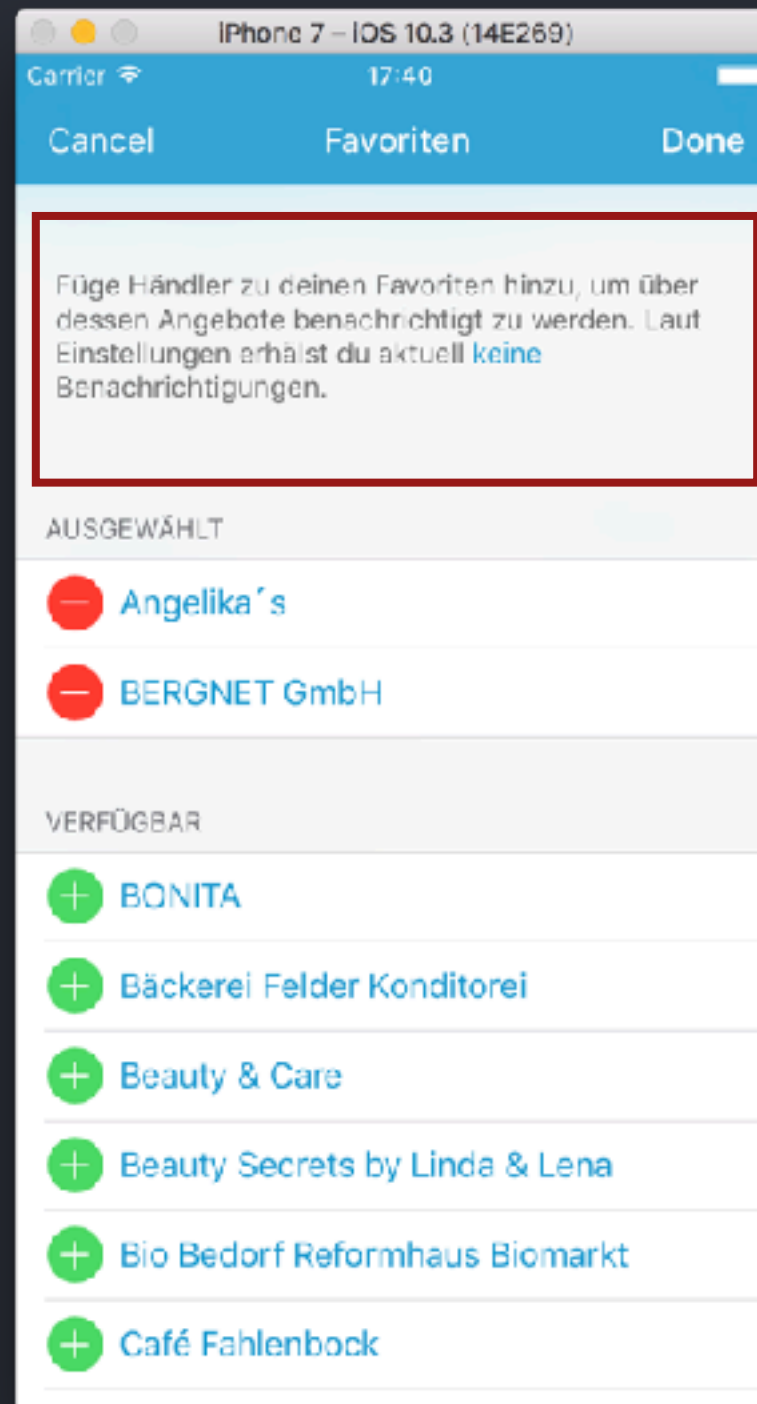 iPhone 7 – iOS 10.3 (14E269)
Carrier 17:40
Cancel Favoriten Done
Füge Händler zu deinen Favoriten hinzu, um über
dessen Angebote benachrichtigt zu werden. Laut
Einstellungen erhälst du aktuell keine
Benachrichtigungen.
AUSGEWÄHLT
Angelika´s
BERGNET GmbH
VERFÜGBAR
BONITA
Bäckerei Felder Konditorei
Beauty & Care
Beauty Secrets by Linda & Lena
Bio Bedorf Reformhaus Biomarkt
Café Fahlenbock